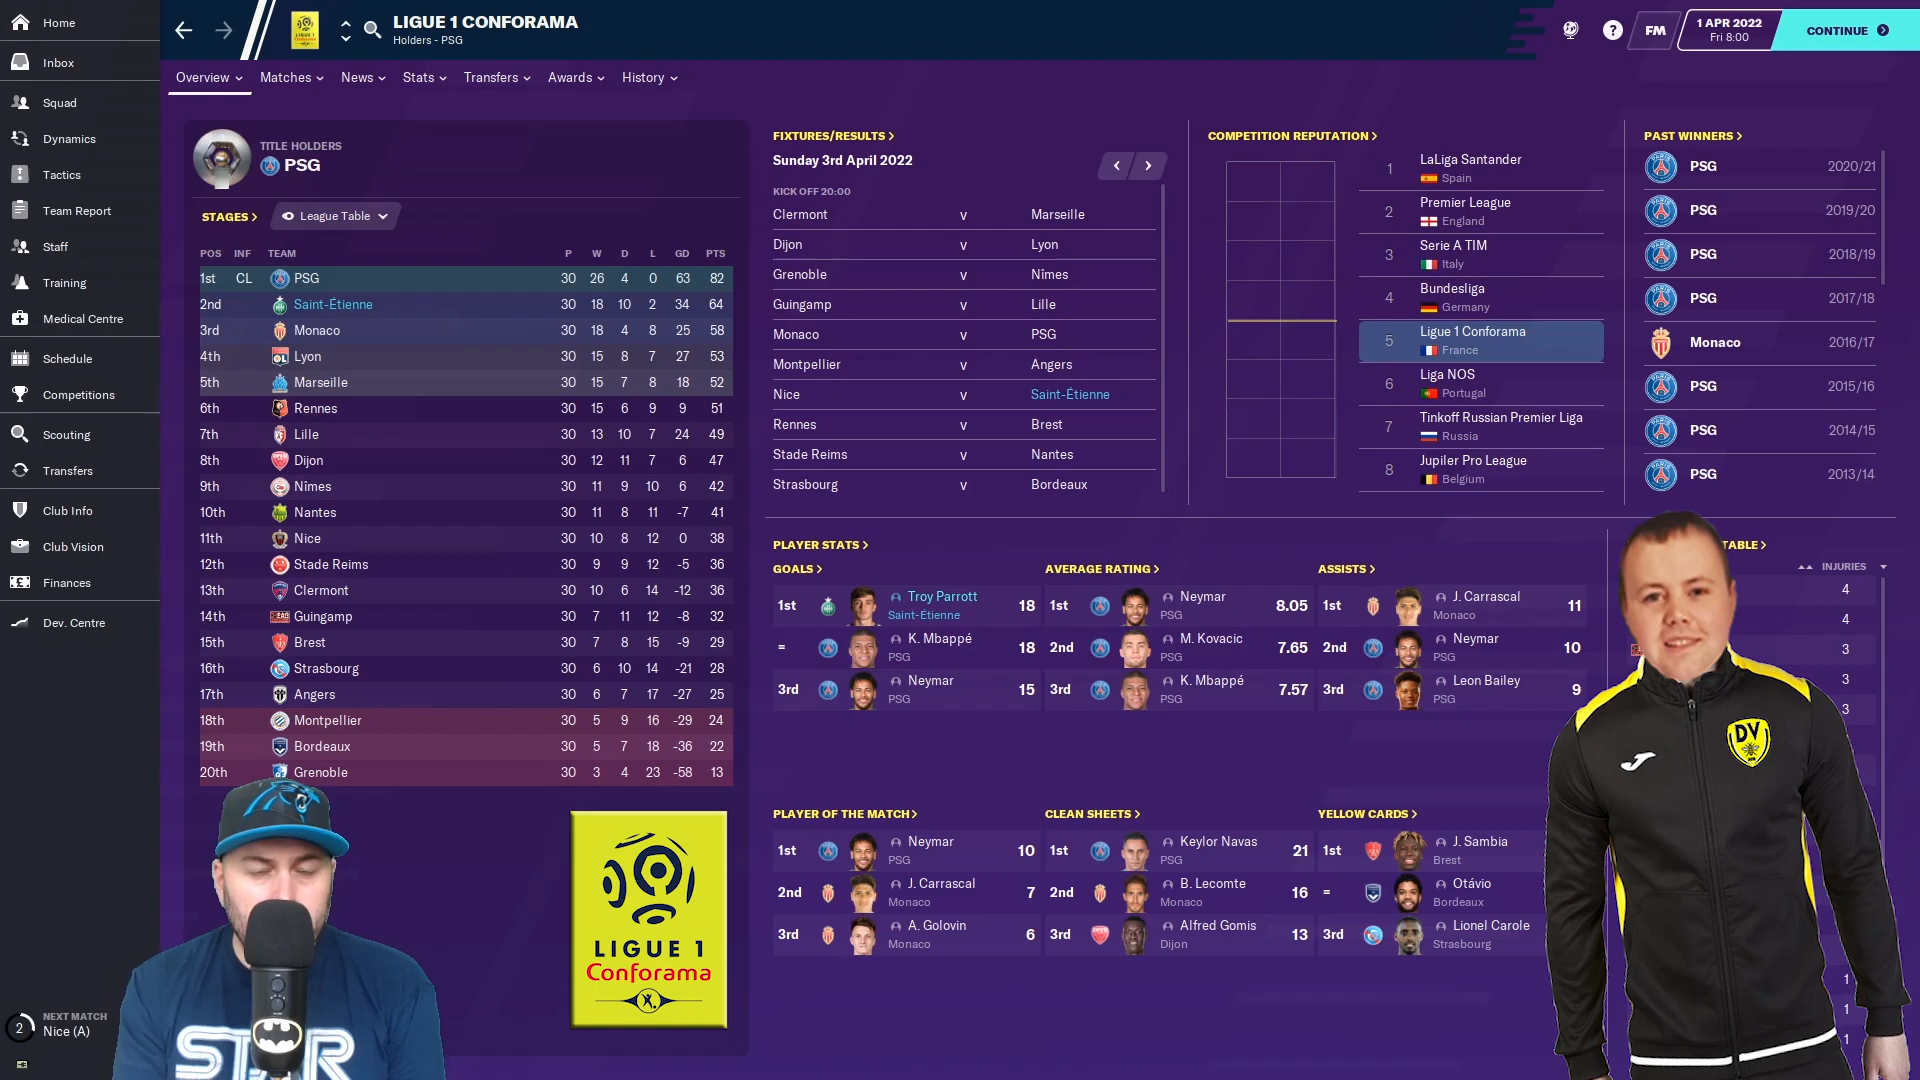 Home
Inbox
Squad
Dynamics
Tactics
Team Report
Staff
Training
Medical Centre
Schedule
Competitions
Scouting
Transfers
Club Info
Club Vision
Finances
Dev. Centre
2 NEXT MATCH
Nice (A)
LIGUE 1 CONFORAMA
Holders - PSG
? FM 1 APR 2022 CONTINUE
Fri 8:00
Overview Matches News Stats Transfers Awards History
TITLE HOLDERS
PSG
STAGES > League Table
POS INF TEAM P W D L GD PTS
1st CL PSG 30 26 4 0 63 82
2nd Saint-Étienne 30 18 10 2 34 64
3rd Monaco 30 18 4 8 25 58
4th Lyon 30 15 8 7 27 53
5th Marseille 30 15 7 8 18 52
6th Rennes 30 15 6 9 9 51
7th Lille 30 13 10 7 24 49
8th Dijon 30 12 11 7 6 47
9th Nîmes 30 11 9 10 6 42
10th Nantes 30 11 8 11 -7 41
11th Nice 30 10 8 12 0 38
12th Stade Reims 30 9 9 12 -5 36
13th Clermont 30 10 6 14 -12 36
14th Guingamp 30 7 11 12 -8 32
15th Brest 30 7 8 15 -9 29
16th Strasbourg 30 6 10 14 -21 28
17th Angers 30 6 7 17 -27 25
18th Montpellier 30 5 9 16 -29 24
19th Bordeaux 30 5 7 18 -36 22
20th Grenoble 30 3 4 23 -58 13
LIGUE 1
Conforama
FIXTURES/RESULTS >
Sunday 3rd April 2022
KICK OFF 20:00
Clermont v Marseille
Dijon v Lyon
Grenoble v Nîmes
Guingamp v Lille
Monaco v PSG
Montpellier v Angers
Nice v Saint-Étienne
Rennes v Brest
Stade Reims v Nantes
Strasbourg v Bordeaux
COMPETITION REPUTATION >
1 LaLiga Santander
Spain
2 Premier League
England
3 Serie A TIM
Italy
4 Bundesliga
Germany
5 Ligue 1 Conforama
France
6 Liga NOS
Portugal
7 Tinkoff Russian Premier Liga
Russia
8 Jupiler Pro League
Belgium
PAST WINNERS >
PSG 2020/21
PSG 2019/20
PSG 2018/19
PSG 2017/18
Monaco 2016/17
PSG 2015/16
PSG 2014/15
PSG 2013/14
PLAYER STATS >
GOALS >
1st Troy Parrott 18
Saint-Étienne
= K. Mbappé 18
PSG
3rd Neymar 15
PSG
AVERAGE RATING >
1st Neymar 8.05
PSG
2nd M. Kovacic 7.65
PSG
3rd K. Mbappé 7.57
PSG
ASSISTS >
1st J. Carrascal 11
Monaco
2nd Neymar 10
PSG
3rd Leon Bailey 9
PSG
TABLE >
INJURIES
4
4
3
3
3
1
1
1
PLAYER OF THE MATCH >
1st Neymar 10
PSG
2nd J. Carrascal 7
Monaco
3rd A. Golovin 6
Monaco
CLEAN SHEETS >
1st Keylor Navas 21
PSG
2nd B. Lecomte 16
Monaco
3rd Alfred Gomis 13
Dijon
YELLOW CARDS >
1st J. Sambia
Brest
= Otávio
Bordeaux
3rd Lionel Carole
Strasbourg
DV
STAR